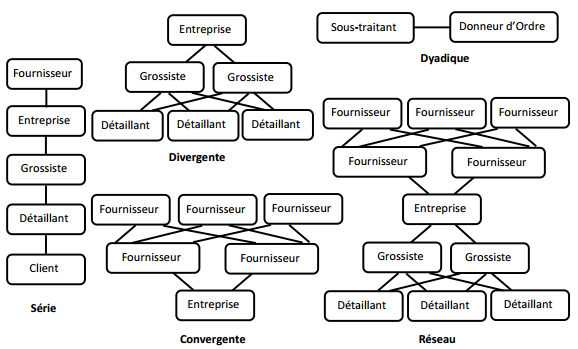 Fournisseur
Entreprise
Grossiste
Détaillant
Client
Série
Entreprise
Grossiste Grossiste
Détaillant Détaillant Détaillant
Divergente
Fournisseur Fournisseur Fournisseur
Fournisseur Fournisseur
Entreprise
Convergente
Sous-traitant Donneur d’Ordre
Dyadique
Fournisseur Fournisseur Fournisseur
Fournisseur Fournisseur
Entreprise
Grossiste Grossiste
Détaillant Détaillant Détaillant
Réseau